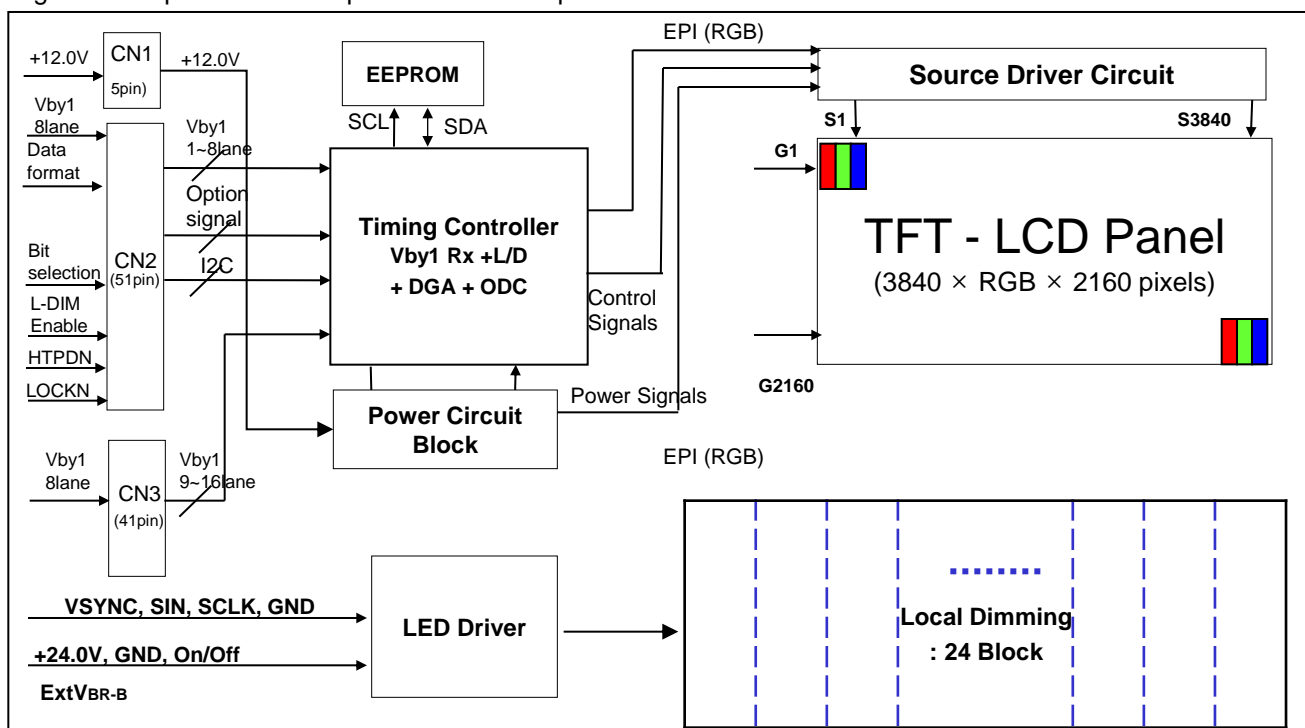 +12.0V
CN1
5pin)
+12.0V
EEPROM
EPI (RGB)
Source Driver Circuit
Vby1
8lane
Data
format
Vby1
1~8lane
SCL
SDA
S1
S3840
G1
Option
signal
Timing Controller
Vby1 Rx +L/D
+ DGA + ODC
TFT - LCD Panel
(3840 × RGB × 2160 pixels)
Bit
selection
CN2
(51pin)
I2C
L-DIM
Enable
Control
Signals
HTPDN
LOCKN
G2160
Power Circuit
Block
Power Signals
EPI (RGB)
Vby1
8lane
CN3
(41pin)
Vby1
9~16lane
VSYNC, SIN, SCLK, GND
LED Driver
Local Dimming
: 24 Block
+24.0V, GND, On/Off
ExtVBR-B